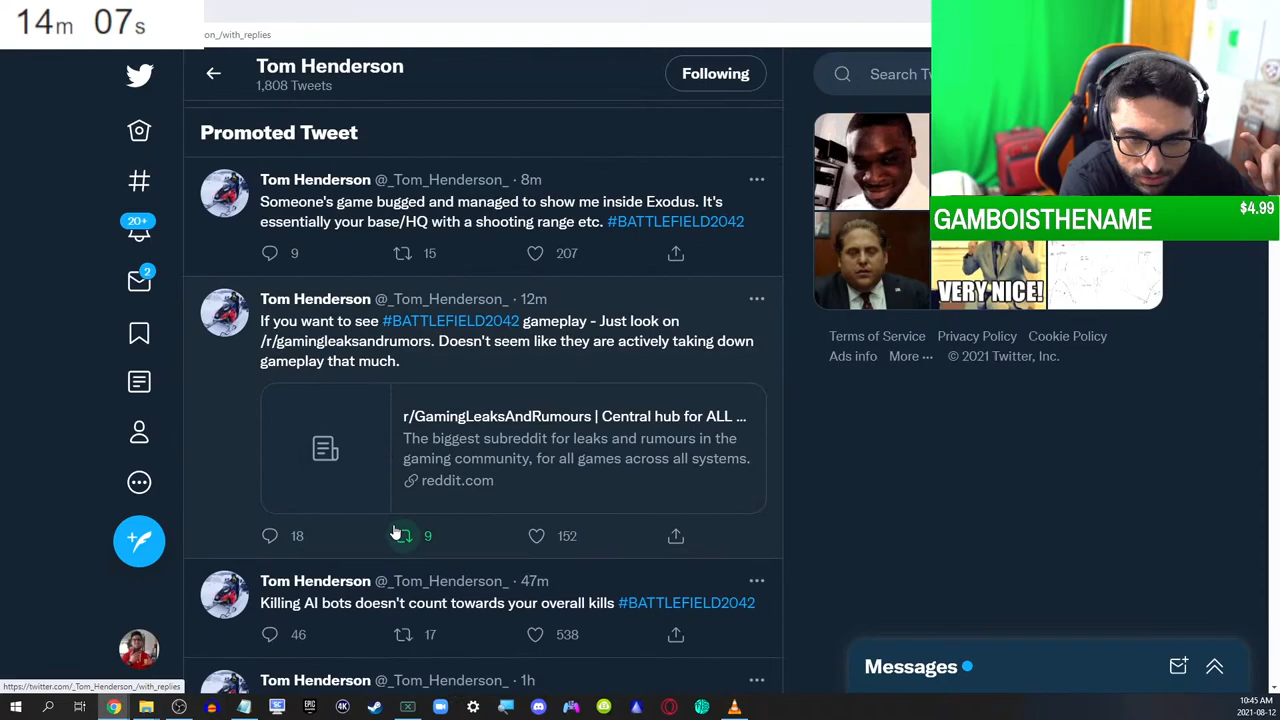 14m 07s
on_/with_replies
Tom Henderson
1,808 Tweets
Following
Search Tw
Promoted Tweet
Tom Henderson @_Tom_Henderson_ · 8m
Someone's game bugged and managed to show me inside Exodus. It's
essentially your base/HQ with a shooting range etc. #BATTLEFIELD2042
9 15 207
Tom Henderson @_Tom_Henderson_ · 12m
If you want to see #BATTLEFIELD2042 gameplay - Just look on
/r/gamingleaksandrumors. Doesn't seem like they are actively taking down
gameplay that much.
r/GamingLeaksAndRumours | Central hub for ALL ...
The biggest subreddit for leaks and rumours in the
gaming community, for all games across all systems.
reddit.com
18 9 152
Tom Henderson @_Tom_Henderson_ · 47m
Killing AI bots doesn't count towards your overall kills #BATTLEFIELD2042
46 17 538
Tom Henderson @_Tom_Henderson_ · 1h
20+
2
GAMBOISTHENAME
$4.99
VERY NICE!
Terms of Service Privacy Policy Cookie Policy
Ads info More ··· © 2021 Twitter, Inc.
Messages
https://twitter.com/_Tom_Henderson_/with_replies
10:45 AM
2021-08-12